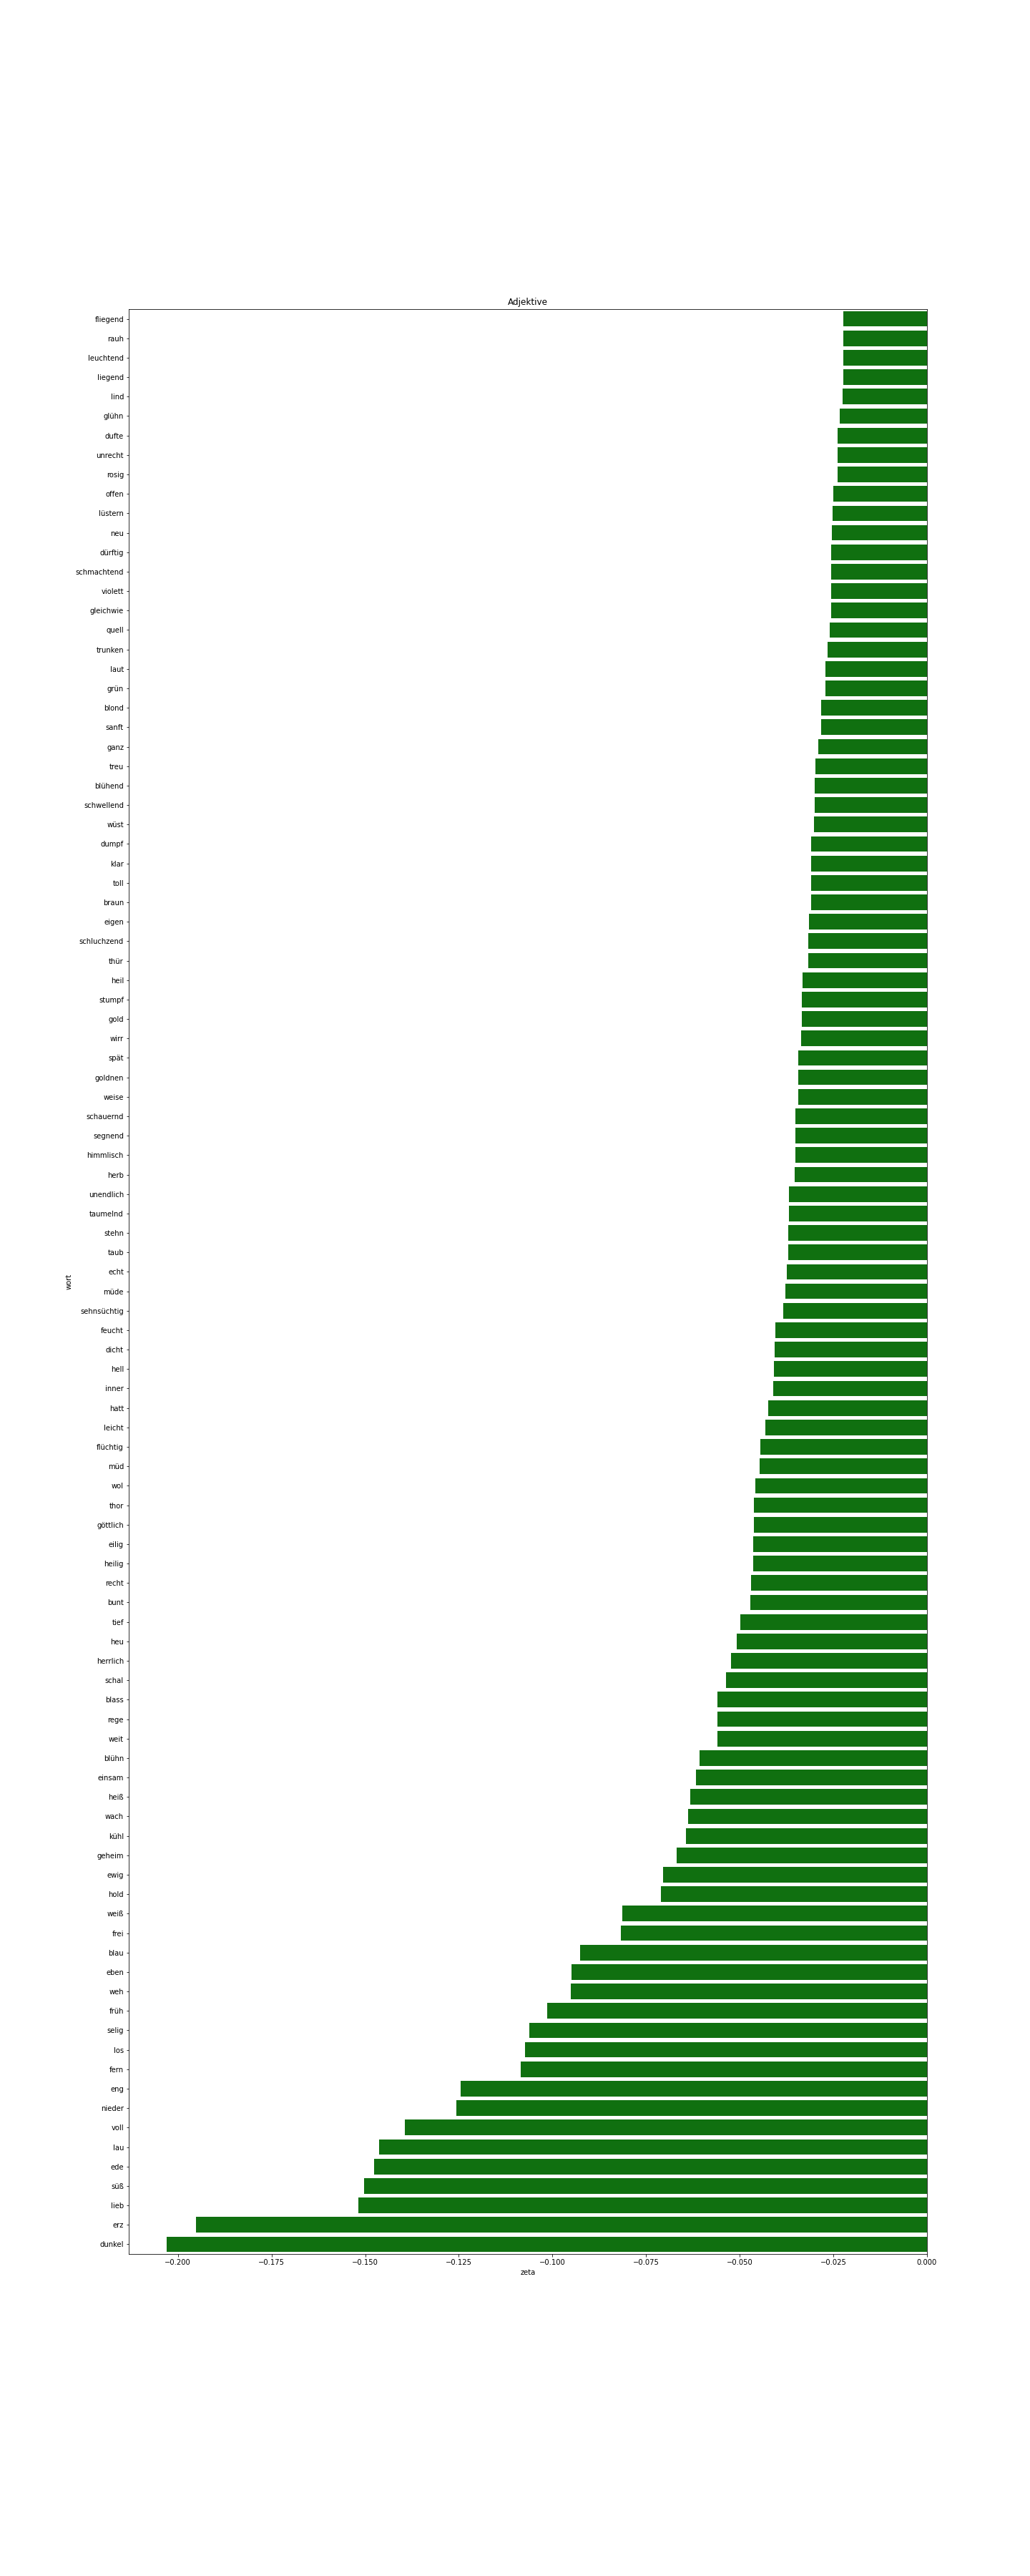 Adjektive
fliegend
rauh
leuchtend
liegend
lind
glühn
dufte
unrecht
rosig
offen
lüstern
neu
dürftig
schmachtend
violett
gleichwie
quell
trunken
laut
grün
blond
sanft
ganz
treu
blühend
schwellend
wüst
dumpf
klar
toll
braun
eigen
schluchzend
thür
heil
stumpf
gold
wirr
spät
goldnen
weise
schauernd
segnend
himmlisch
herb
unendlich
taumelnd
stehn
taub
echt
müde
sehnsüchtig
feucht
dicht
hell
inner
hatt
leicht
flüchtig
müd
wol
thor
göttlich
eilig
heilig
recht
bunt
tief
heu
herrlich
schal
blass
rege
weit
blühn
einsam
heiß
wach
kühl
geheim
ewig
hold
weiß
frei
blau
eben
weh
früh
selig
los
fern
eng
nieder
voll
lau
ede
süß
lieb
erz
dunkel
wort
−0.200 −0.175 −0.150 −0.125 −0.100 −0.075 −0.050 −0.025 0.000
zeta